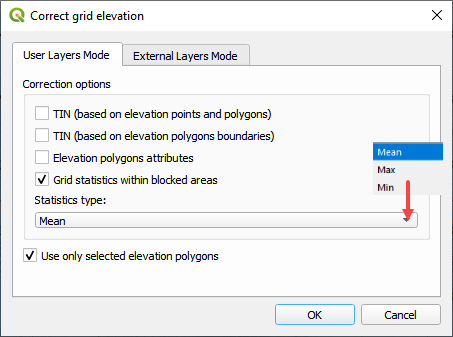 Correct grid elevation
User Layers Mode
External Layers Mode
Correction options
TIN (based on elevation points and polygons)
TIN (based on elevation polygons boundaries)
Elevation polygons attributes
Mean
Max
Grid statistics within blocked areas
Min
Statistics type:
Mean
Use only selected elevation polygons
OK
Cancel